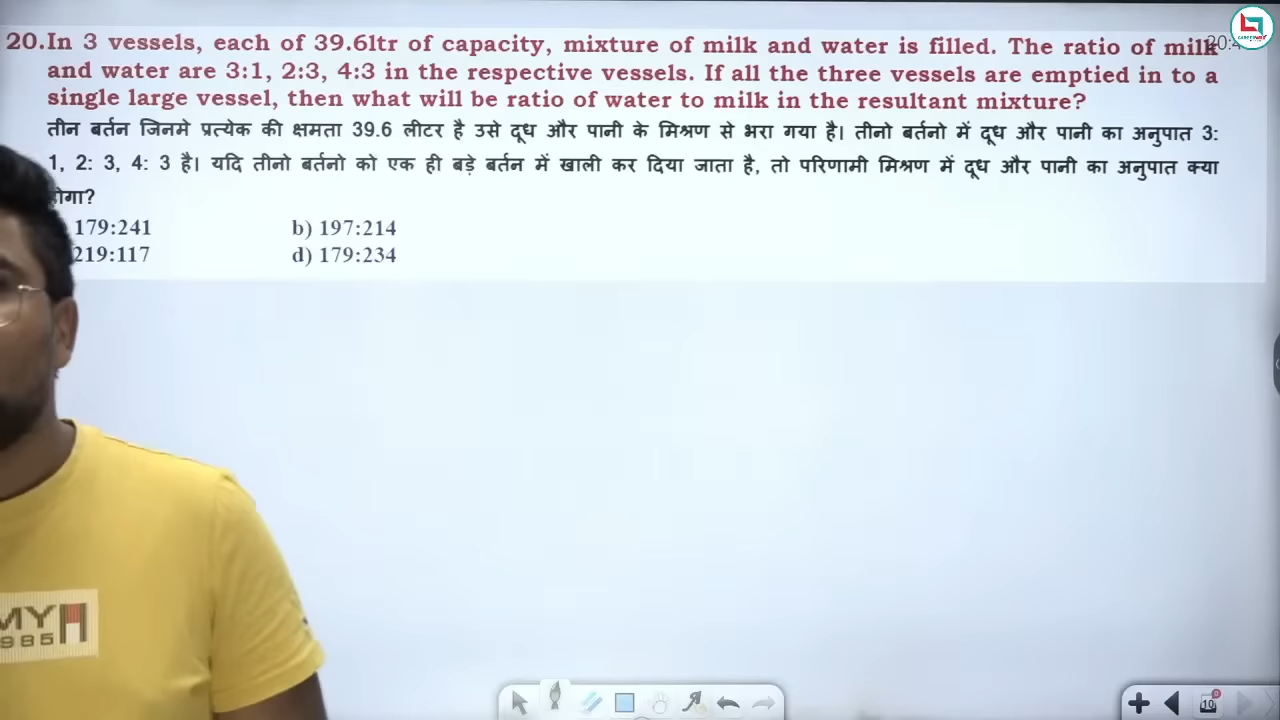 20.In 3 vessels, each of 39.6ltr of capacity, mixture of milk and water is filled. The ratio of milk
and water are 3:1, 2:3, 4:3 in the respective vessels. If all the three vessels are emptied in to a
single large vessel, then what will be ratio of water to milk in the resultant mixture?
तीन बर्तन जिनमे प्रत्येक की क्षमता 39.6 लीटर है उसे दूध और पानी के मिश्रण से भरा गया है। तीनो बर्तनो में दूध और पानी का अनुपात 3:
1, 2: 3, 4: 3 है। यदि तीनो बर्तनो को एक ही बड़े बर्तन में खाली कर दिया जाता है, तो परिणामी मिश्रण में दूध और पानी का अनुपात क्या
होगा?
179:241 b) 197:214
219:117 d) 179:234
MY
985
10